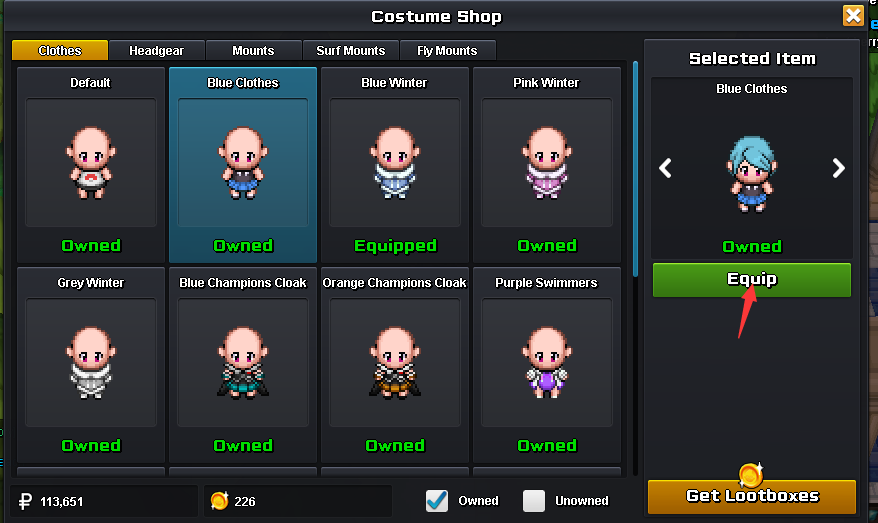 Costume Shop
Clothes Headgear Mounts Surf Mounts Fly Mounts
Default Blue Clothes Blue Winter Pink Winter
Owned Owned Equipped Owned
Grey Winter Blue Champions Cloak Orange Champions Cloak Purple Swimmers
Owned Owned Owned Owned
₽ 113,651 226 Owned Unowned
Selected Item
Blue Clothes
Owned
Equip
Get Lootboxes